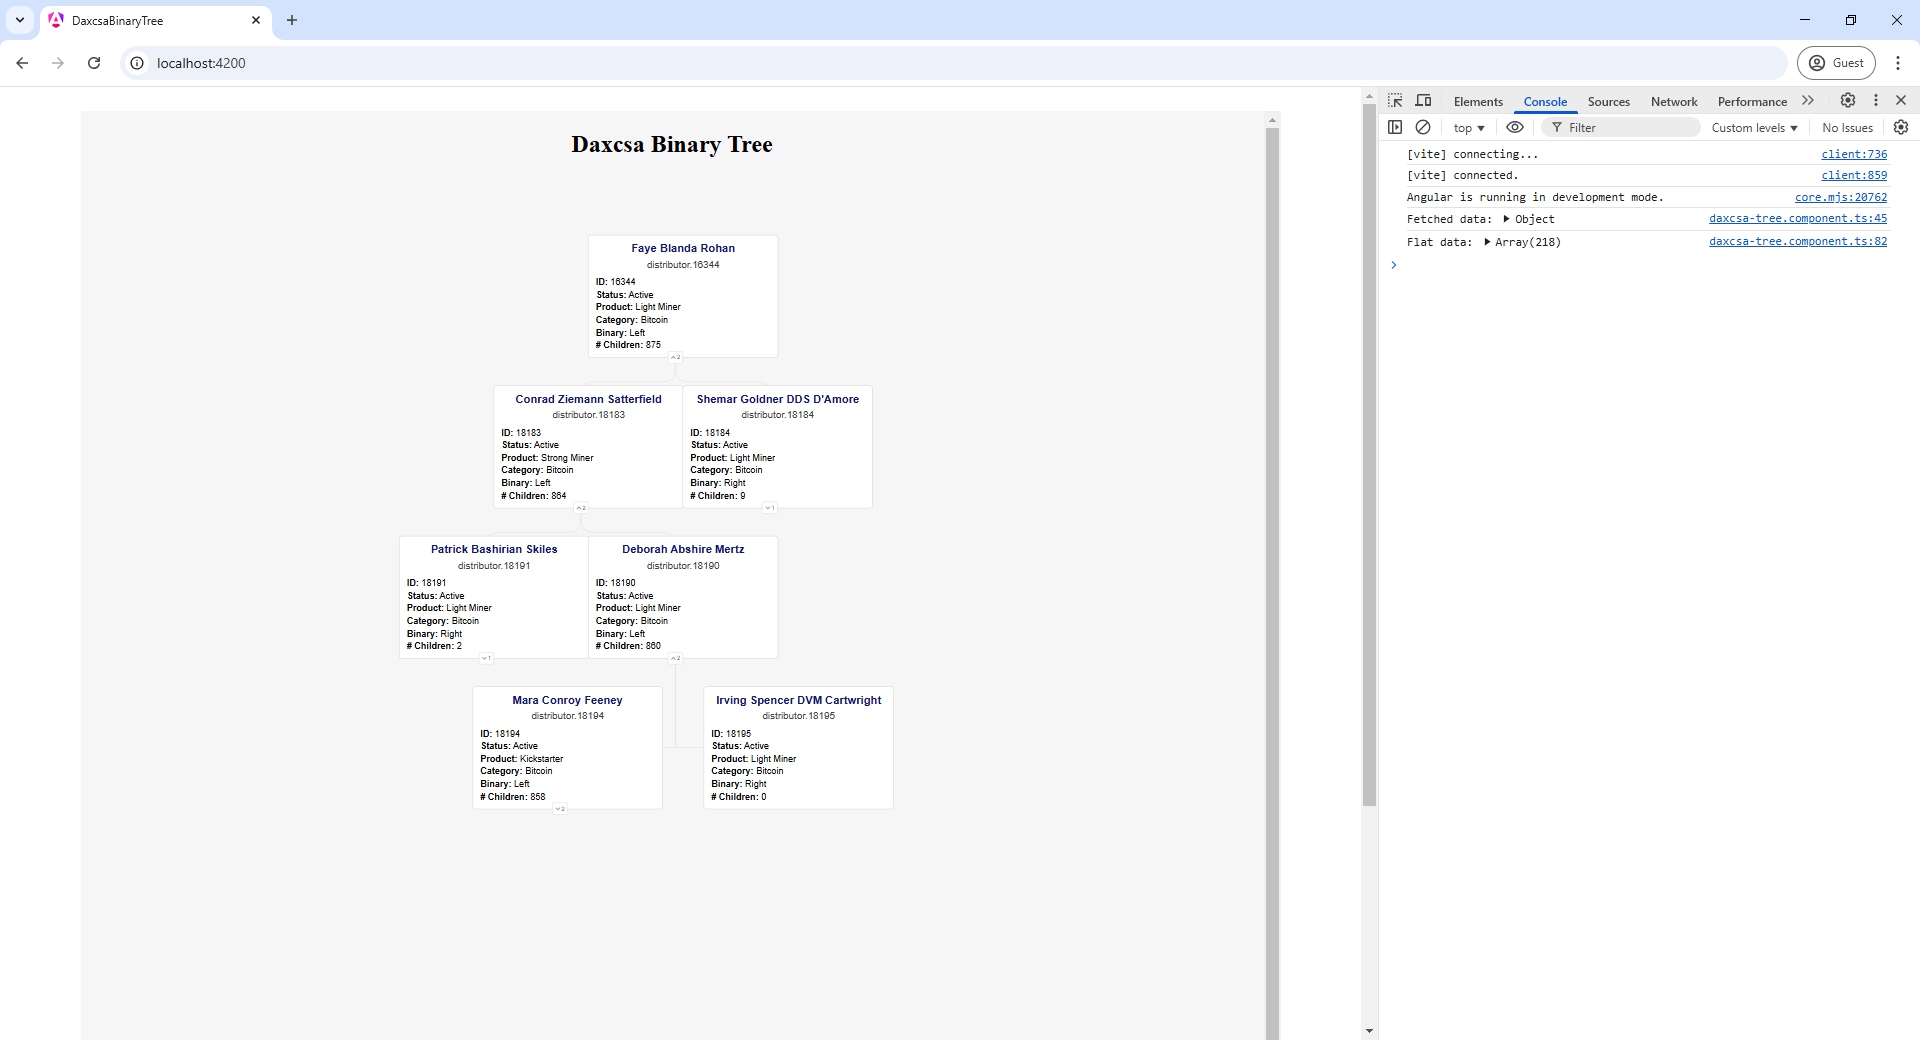 DaxcsaBinaryTree
localhost:4200
Guest
Daxcsa Binary Tree
Faye Blanda Rohan
distributor.16344
ID: 16344
Status: Active
Product: Light Miner
Category: Bitcoin
Binary: Left
# Children: 875
2
Conrad Ziemann Satterfield
distributor.18183
ID: 18183
Status: Active
Product: Strong Miner
Category: Bitcoin
Binary: Left
# Children: 864
2
Shemar Goldner DDS D'Amore
distributor.18184
ID: 18184
Status: Active
Product: Light Miner
Category: Bitcoin
Binary: Right
# Children: 9
1
Patrick Bashirian Skiles
distributor.18191
ID: 18191
Status: Active
Product: Light Miner
Category: Bitcoin
Binary: Right
# Children: 2
1
Deborah Abshire Mertz
distributor.18190
ID: 18190
Status: Active
Product: Light Miner
Category: Bitcoin
Binary: Left
# Children: 860
2
Mara Conroy Feeney
distributor.18194
ID: 18194
Status: Active
Product: Kickstarter
Category: Bitcoin
Binary: Left
# Children: 858
2
Irving Spencer DVM Cartwright
distributor.18195
ID: 18195
Status: Active
Product: Light Miner
Category: Bitcoin
Binary: Right
# Children: 0
Elements Console Sources Network Performance
top Filter Custom levels No Issues
[vite] connecting... client:736
[vite] connected. client:859
Angular is running in development mode. core.mjs:20762
Fetched data: Object daxcsa-tree.component.ts:45
Flat data: Array(218) daxcsa-tree.component.ts:82